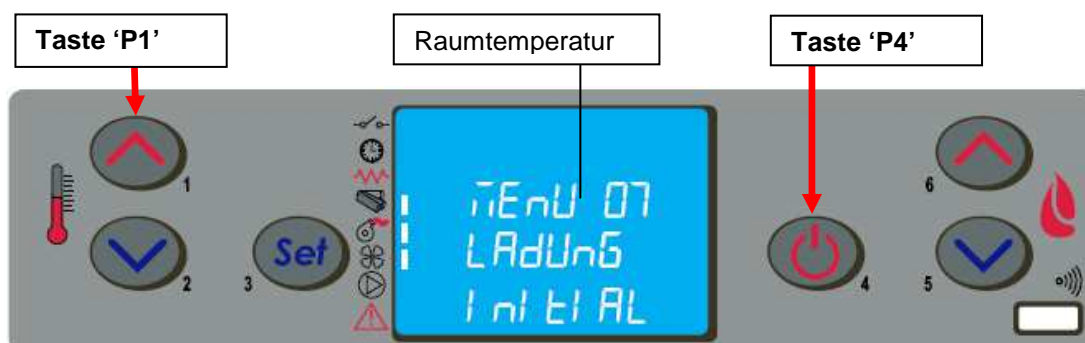 Taste ‘P1’
Raumtemperatur
Taste ‘P4’
1
6
MEnU 07
LAdUnG
InItIAL
2
3
Set
4
5